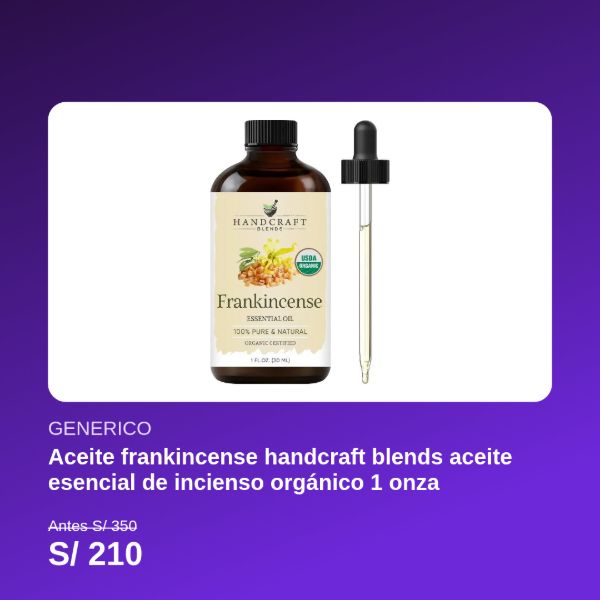 HANDCRAFT
BLENDS
USDA
ORGANIC
Frankincense
ESSENTIAL OIL
100% PURE & NATURAL
ORGANIC CERTIFIED
1 FL.OZ. (30 ML)
GENERICO
Aceite frankincense handcraft blends aceite
esencial de incienso orgánico 1 onza
Antes S/ 350
S/ 210